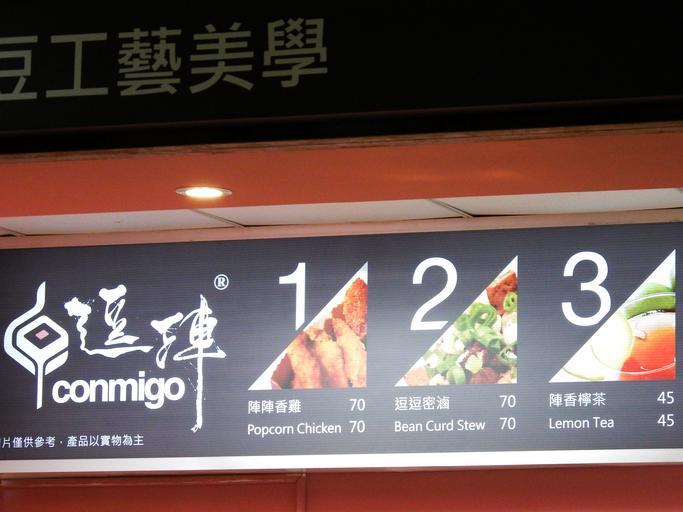 豆工藝美學
逗陣®
conmigo
片僅供參考，產品以實物為主
1
陣陣香雞 70
Popcorn Chicken 70
2
逗逗密滷 70
Bean Curd Stew 70
3
陣香檸茶 45
Lemon Tea 45